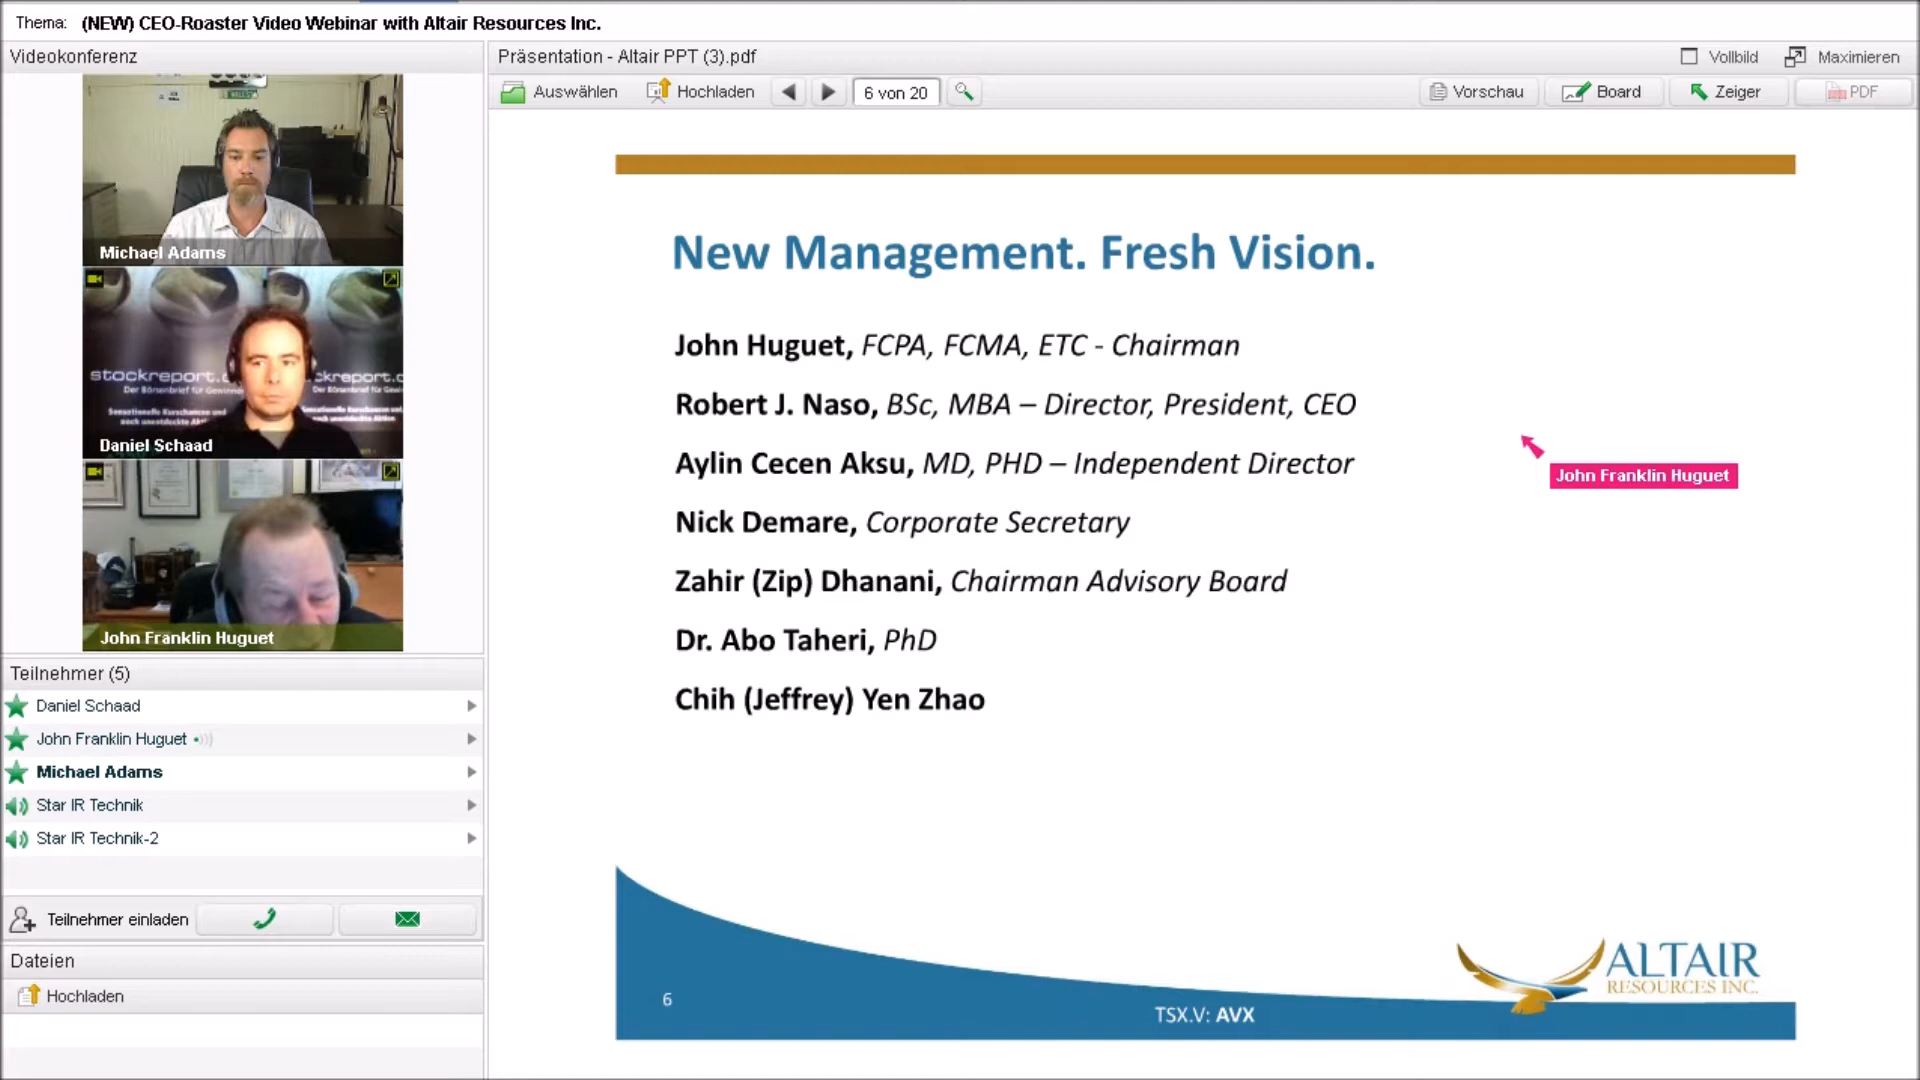 Thema: (NEW) CEO-Roaster Video Webinar with Altair Resources Inc.
Videokonferenz
Michael Adams
stockreport.
Der Börsenbrief für
Daniel Schaad
John Franklin Huguet
Teilnehmer (5)
Daniel Schaad
John Franklin Huguet
Michael Adams
Star IR Technik
Star IR Technik-2
Teilnehmer einladen
Dateien
Hochladen
Präsentation - Altair PPT (3).pdf
Vollbild
Maximieren
Auswählen
Hochladen
6 von 20
Vorschau
Board
Zeiger
PDF
New Management. Fresh Vision.
John Huguet, FCPA, FCMA, ETC - Chairman
Robert J. Naso, BSc, MBA – Director, President, CEO
Aylin Cecen Aksu, MD, PHD – Independent Director
Nick Demare, Corporate Secretary
Zahir (Zip) Dhanani, Chairman Advisory Board
Dr. Abo Taheri, PhD
Chih (Jeffrey) Yen Zhao
John Franklin Huguet
6
TSX.V: AVX
ALTAIR
RESOURCES INC.